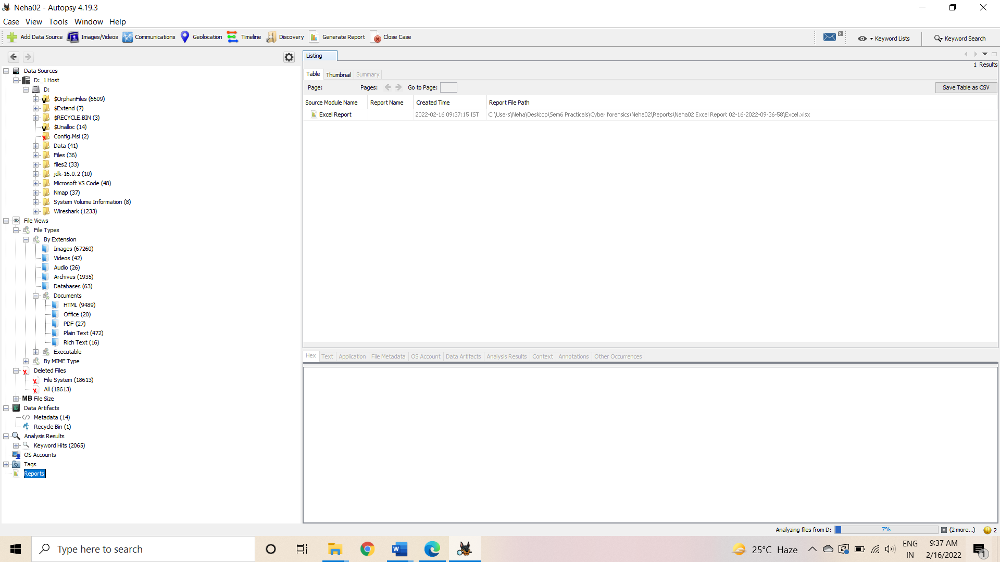 Neha02 - Autopsy 4.19.3
Case View Tools Window Help
Add Data Source Images/Videos Communications Geolocation Timeline Discovery Generate Report Close Case 8 Keyword Lists Keyword Search
Listing
1 Results
Table Thumbnail Summary
Page: Pages: Go to Page: Save Table as CSV
Source Module Name Report Name Created Time Report File Path
Excel Report 2022-02-16 09:37:15 IST C:\Users\Neha\Desktop\Sem6 Practicals\Cyber forensics\Neha02\Reports\Neha02 Excel Report 02-16-2022-09-36-58\Excel.xlsx
Data Sources
D:_1 Host
D:
$OrphanFiles (6609)
$Extend (7)
$RECYCLE.BIN (3)
$Unalloc (14)
Config.Msi (2)
Data (41)
Files (36)
files2 (33)
jdk-16.0.2 (10)
Microsoft VS Code (48)
Nmap (37)
System Volume Information (8)
Wireshark (1233)
File Views
File Types
By Extension
Images (67260)
Videos (42)
Audio (26)
Archives (1935)
Databases (63)
Documents
HTML (9489)
Office (20)
PDF (27)
Plain Text (472)
Rich Text (16)
Executable
By MIME Type
Deleted Files
File System (18613)
All (18613)
MB File Size
Data Artifacts
Metadata (14)
Recycle Bin (1)
Analysis Results
Keyword Hits (2065)
OS Accounts
Tags
Reports
Hex Text Application File Metadata OS Account Data Artifacts Analysis Results Context Annotations Other Occurrences
Analyzing files from D: 7% (2 more...) 2
Type here to search
25°C Haze
ENG
IN
9:37 AM
2/16/2022
1